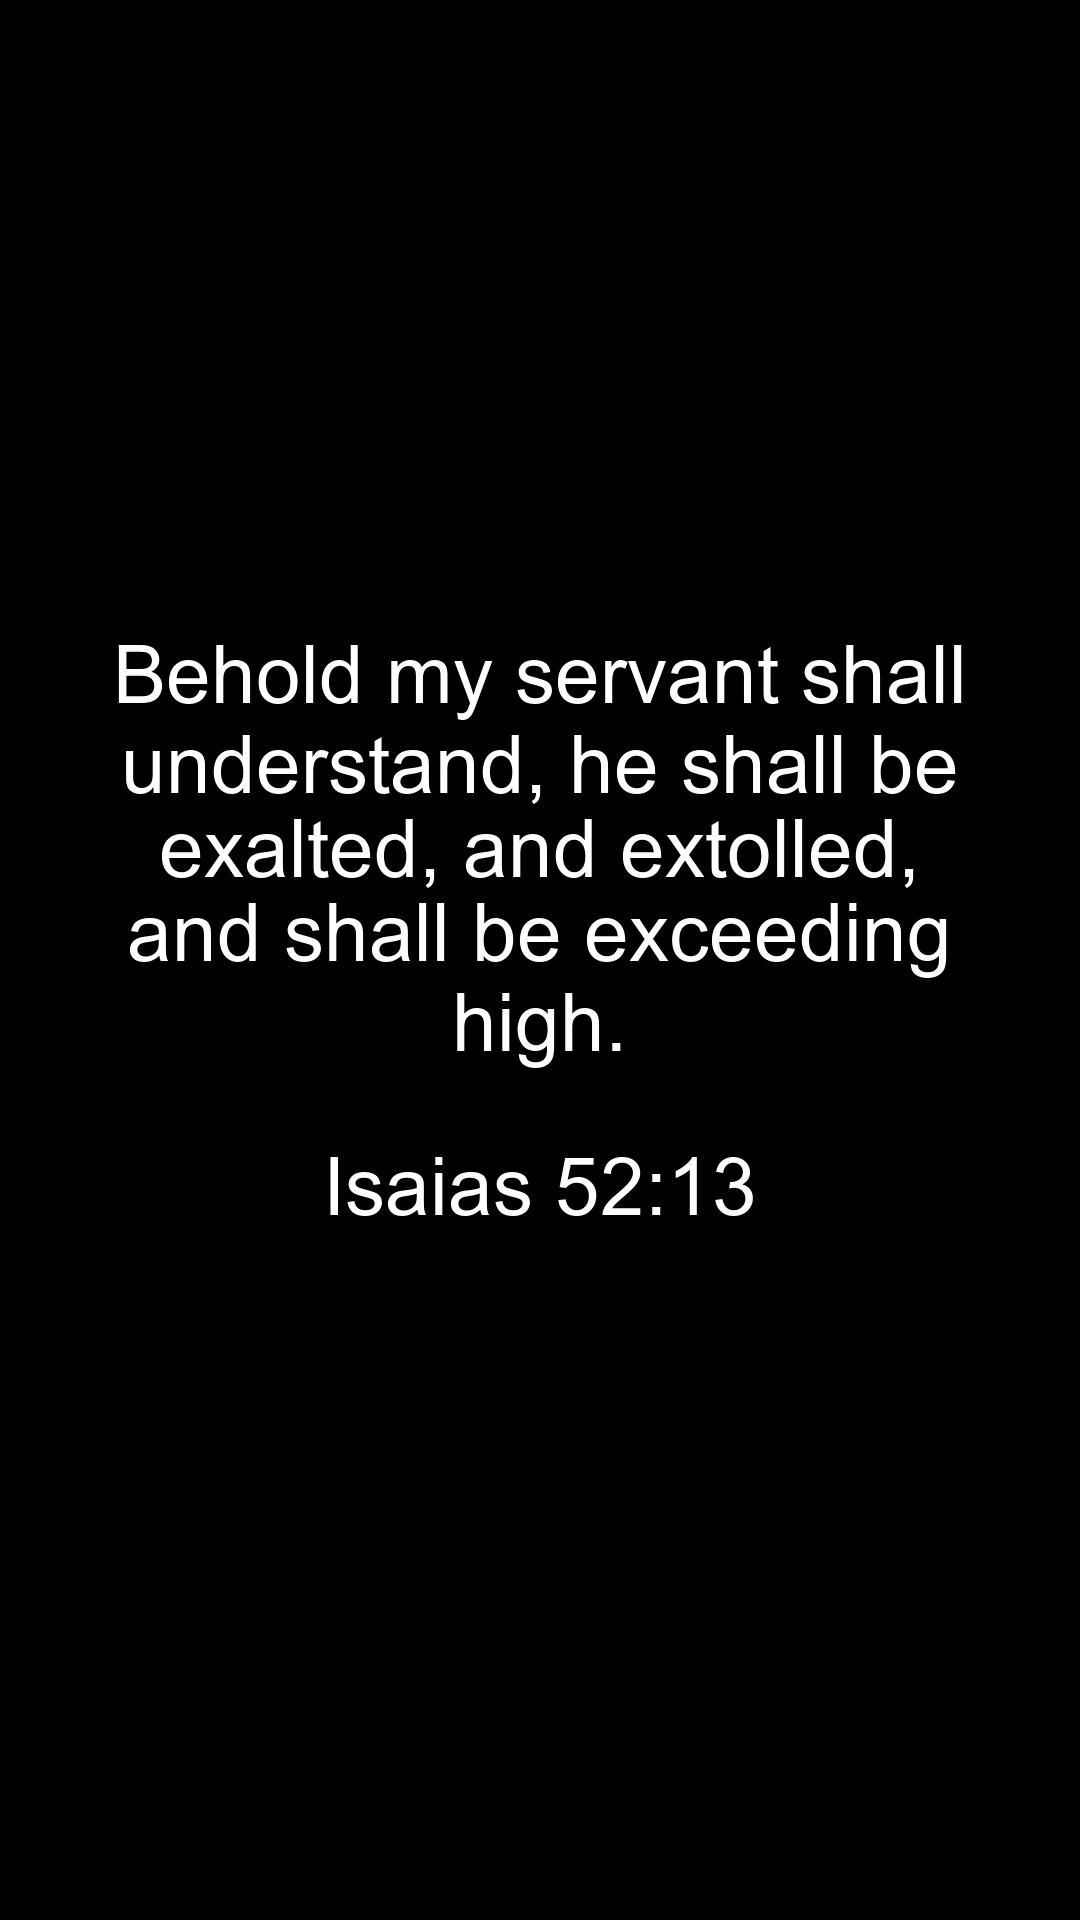 Behold my servant shall
understand, he shall be
exalted, and extolled,
and shall be exceeding
high.
Isaias 52:13